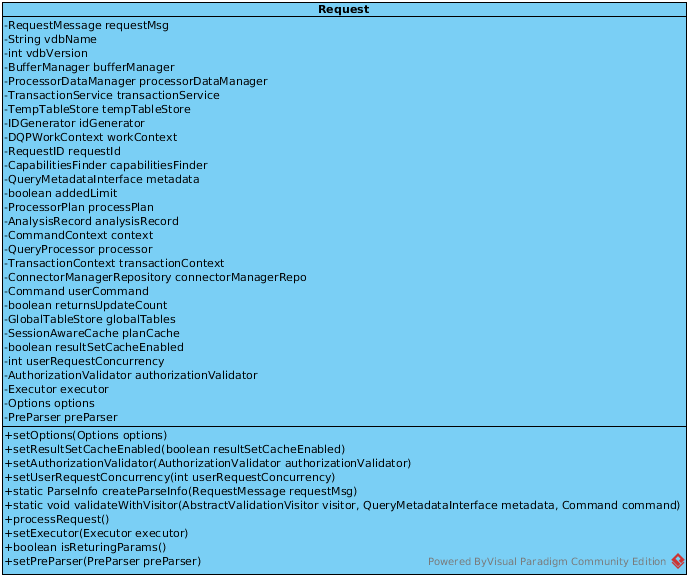 Request
-RequestMessage requestMsg
-String vdbName
-int vdbVersion
-BufferManager bufferManager
-ProcessorDataManager processorDataManager
-TransactionService transactionService
-TempTableStore tempTableStore
-IDGenerator idGenerator
-DQPWorkContext workContext
-RequestID requestId
-CapabilitiesFinder capabilitiesFinder
-QueryMetadataInterface metadata
-boolean addedLimit
-ProcessorPlan processPlan
-AnalysisRecord analysisRecord
-CommandContext context
-QueryProcessor processor
-TransactionContext transactionContext
-ConnectorManagerRepository connectorManagerRepo
-Command userCommand
-boolean returnsUpdateCount
-GlobalTableStore globalTables
-SessionAwareCache planCache
-boolean resultSetCacheEnabled
-int userRequestConcurrency
-AuthorizationValidator authorizationValidator
-Executor executor
-Options options
-PreParser preParser
+setOptions(Options options)
+setResultSetCacheEnabled(boolean resultSetCacheEnabled)
+setAuthorizationValidator(AuthorizationValidator authorizationValidator)
+setUserRequestConcurrency(int userRequestConcurrency)
+static ParseInfo createParseInfo(RequestMessage requestMsg)
+static void validateWithVisitor(AbstractValidationVisitor visitor, QueryMetadataInterface metadata, Command command)
+processRequest()
+setExecutor(Executor executor)
+boolean isReturingParams()
+setPreParser(PreParser preParser)
Powered ByVisual Paradigm Community Edition